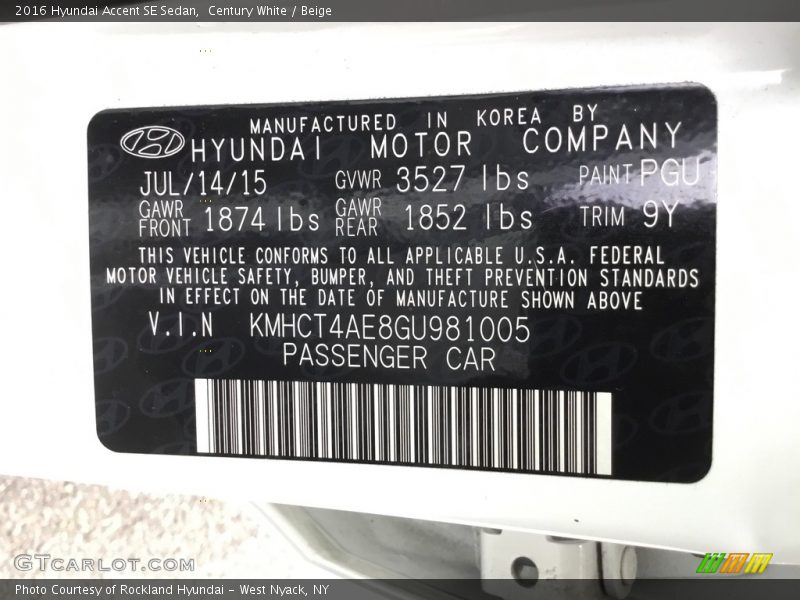 2016 Hyundai Accent SE Sedan,  Century White / Beige
MANUFACTURED IN KOREA BY
HYUNDAI MOTOR COMPANY
JUL/14/15 GVWR 3527 lbs PAINT PGU
GAWR FRONT 1874 lbs GAWR REAR 1852 lbs TRIM 9Y
THIS VEHICLE CONFORMS TO ALL APPLICABLE U.S.A. FEDERAL
MOTOR VEHICLE SAFETY, BUMPER, AND THEFT PREVENTION STANDARDS
IN EFFECT ON THE DATE OF MANUFACTURE SHOWN ABOVE
V.I.N KMHCT4AE8GU981005
PASSENGER CAR
GTCARLOT.COM
Photo Courtesy of Rockland Hyundai - West Nyack, NY